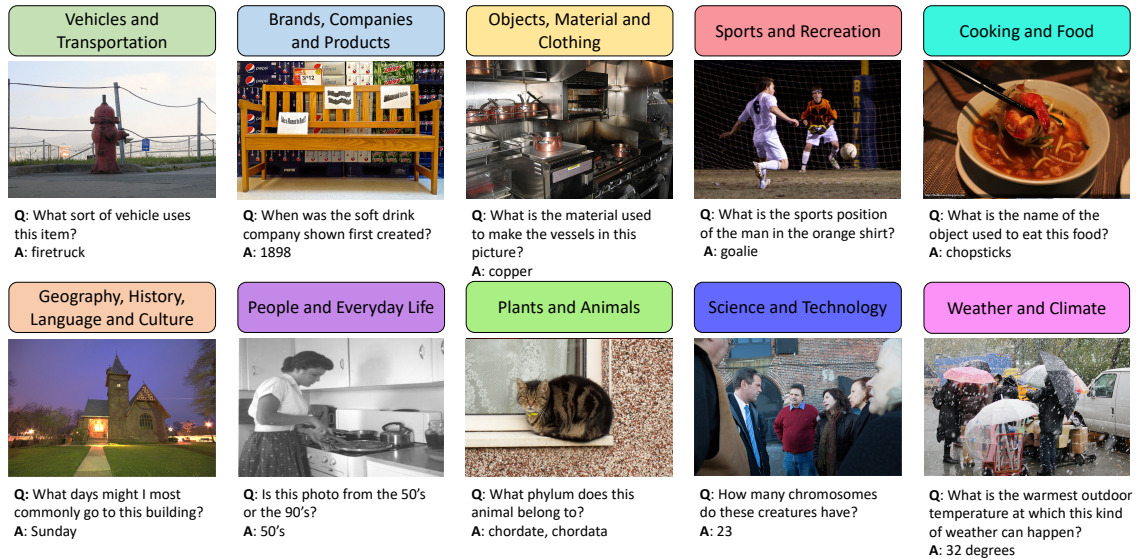 Vehicles and
Transportation
Brands, Companies
and Products
Objects, Material and
Clothing
Sports and Recreation
Cooking and Food
pepsi
3/$12
BRU
Q: What sort of vehicle uses
this item?
A: firetruck
Q: When was the soft drink
company shown first created?
A: 1898
Q: What is the material used
to make the vessels in this
picture?
A: copper
Q: What is the sports position
of the man in the orange shirt?
A: goalie
Q: What is the name of the
object used to eat this food?
A: chopsticks
Geography, History,
Language and Culture
People and Everyday Life
Plants and Animals
Science and Technology
Weather and Climate
Q: What days might I most
commonly go to this building?
A: Sunday
Q: Is this photo from the 50's
or the 90's?
A: 50's
Q: What phylum does this
animal belong to?
A: chordate, chordata
Q: How many chromosomes
do these creatures have?
A: 23
Q: What is the warmest outdoor
temperature at which this kind
of weather can happen?
A: 32 degrees